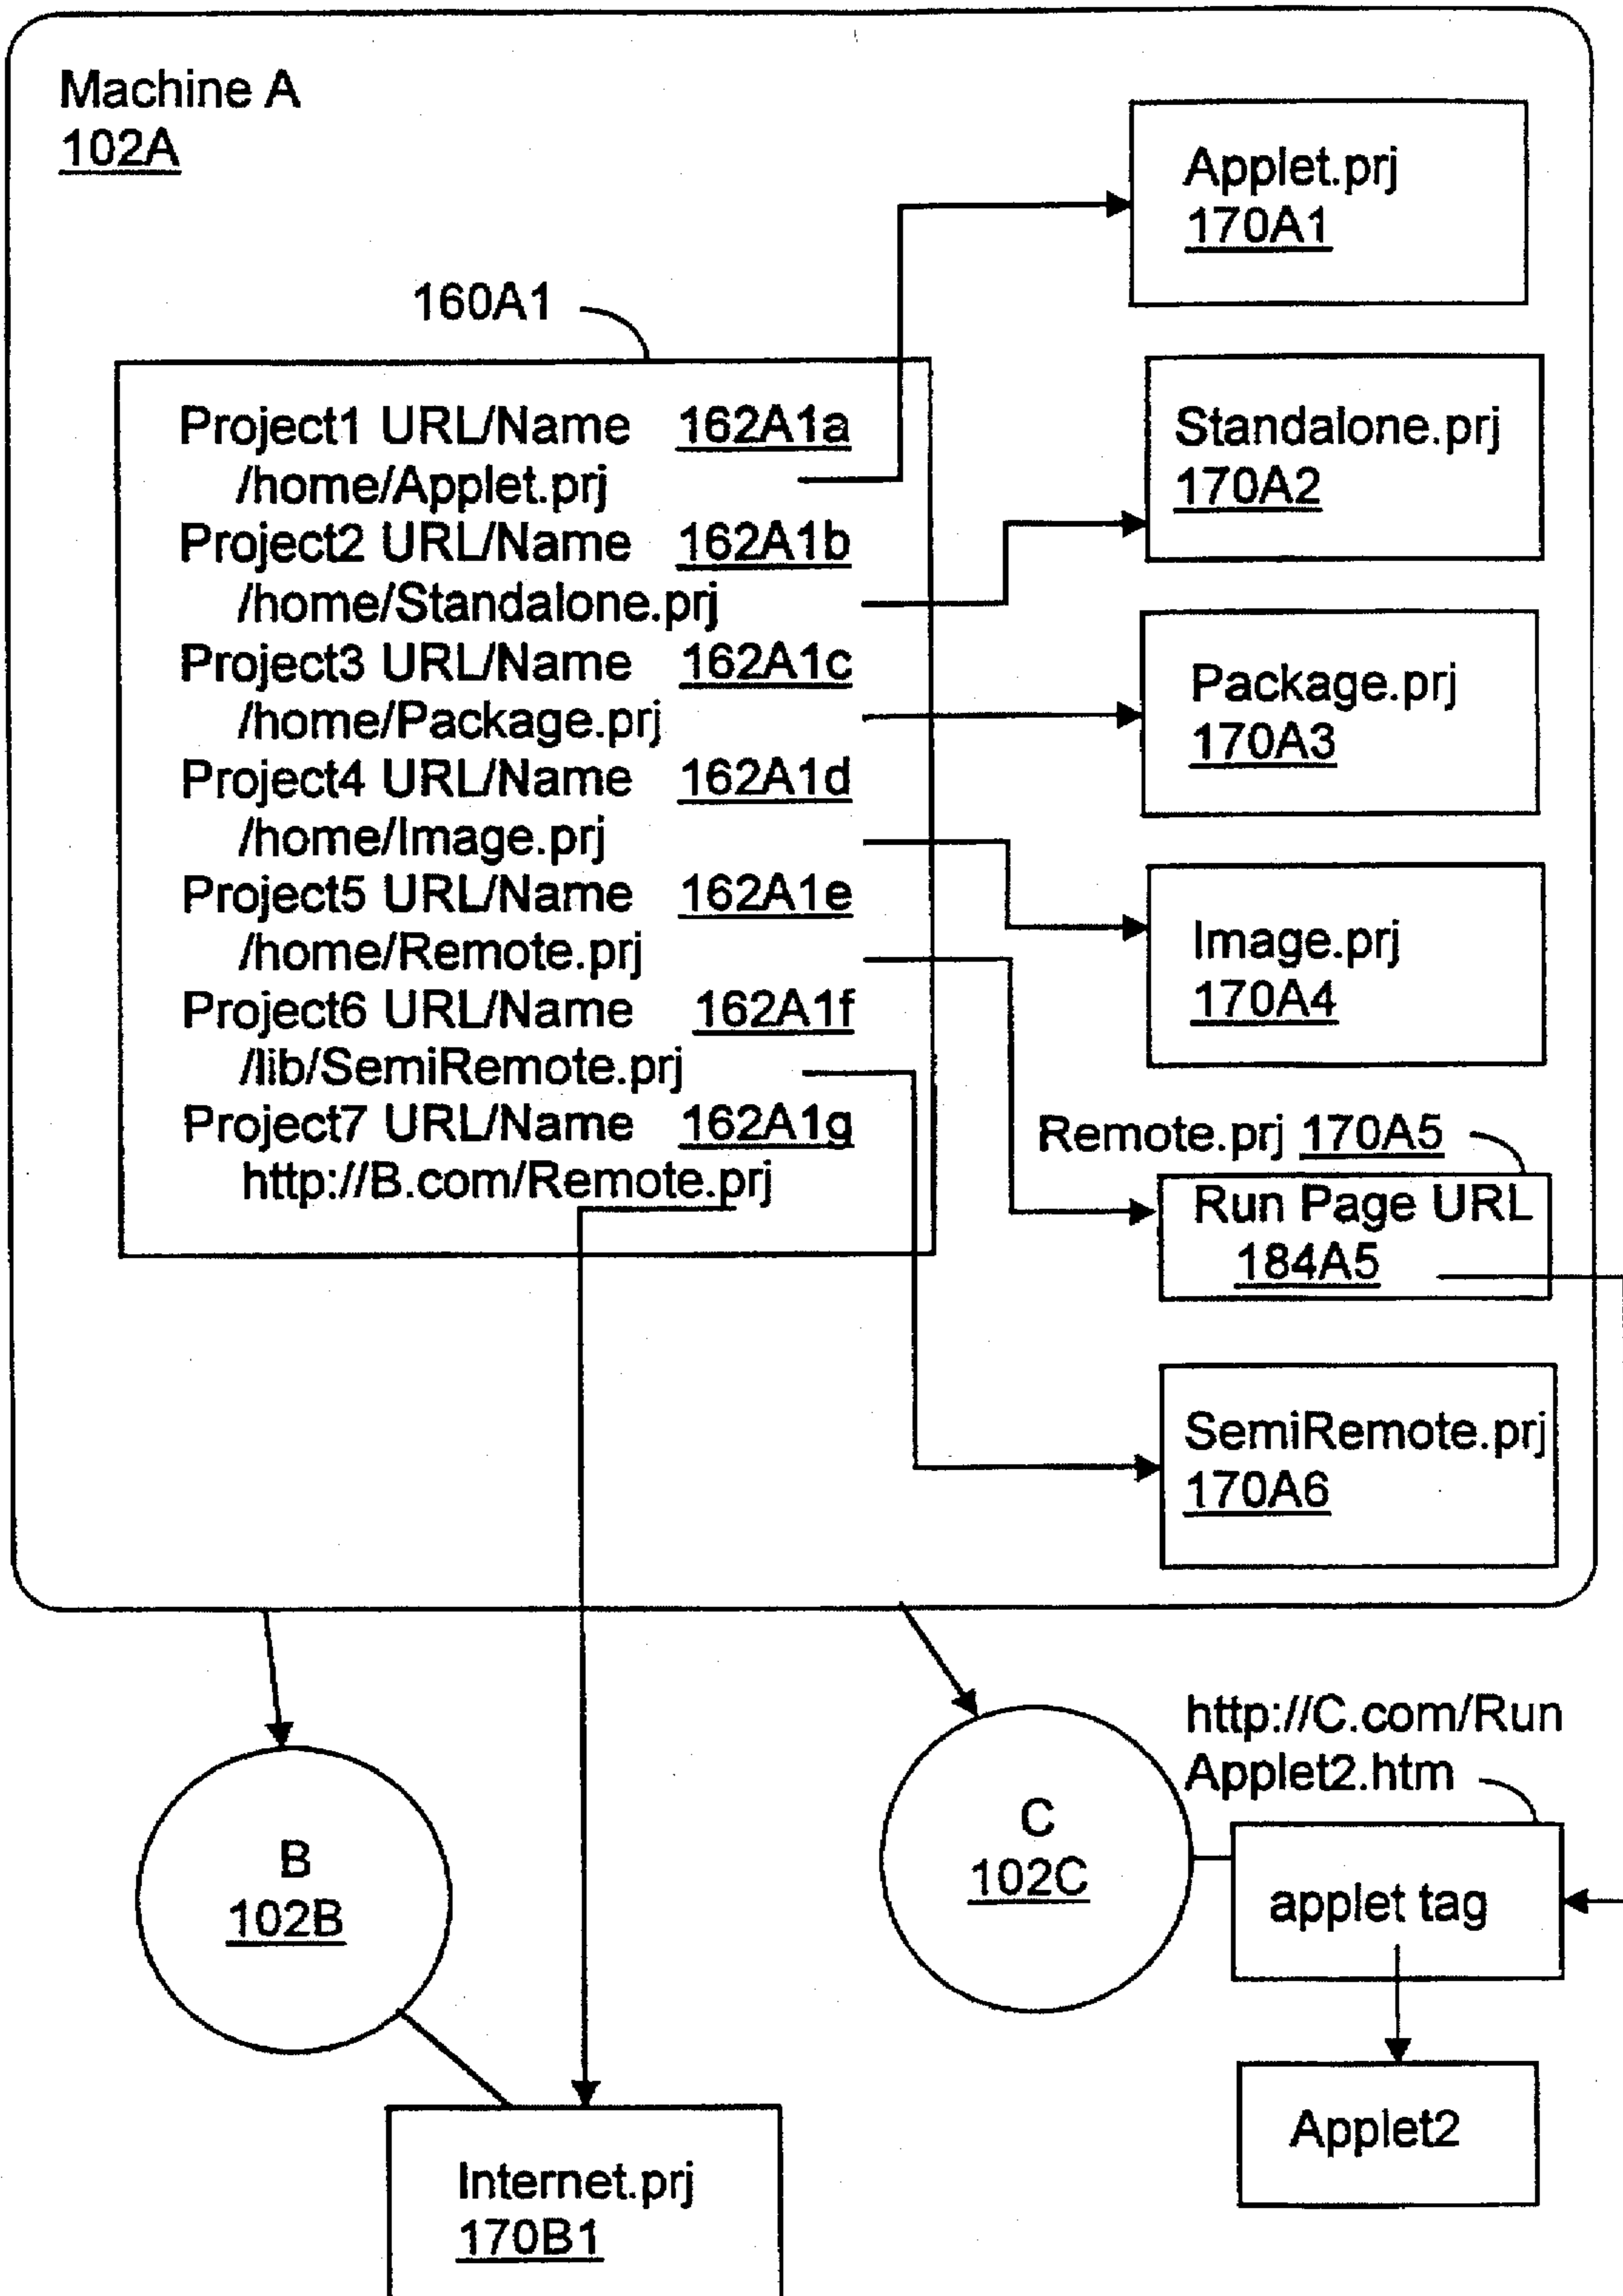 Machine A
102A
160A1
Project1 URL/Name 162A1a
/home/Applet.prj
Project2 URL/Name 162A1b
/home/Standalone.prj
Project3 URL/Name 162A1c
/home/Package.prj
Project4 URL/Name 162A1d
/home/Image.prj
Project5 URL/Name 162A1e
/home/Remote.prj
Project6 URL/Name 162A1f
/lib/SemiRemote.prj
Project7 URL/Name 162A1g
http://B.com/Remote.prj
Applet.prj
170A1
Standalone.prj
170A2
Package.prj
170A3
Image.prj
170A4
Remote.prj 170A5
Run Page URL
184A5
SemiRemote.prj
170A6
B
102B
Internet.prj
170B1
C
102C
http://C.com/Run
Applet2.htm
applet tag
Applet2